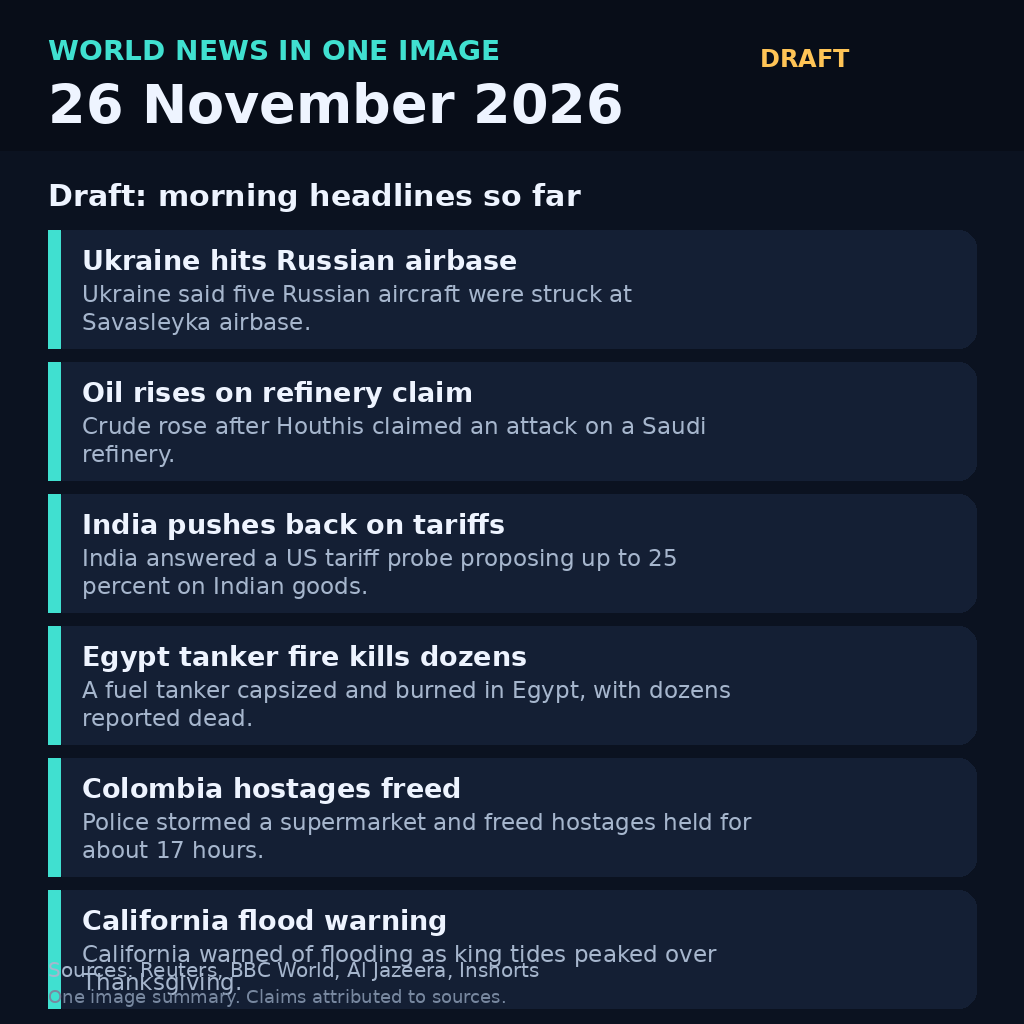 WORLD NEWS IN ONE IMAGE
DRAFT
26 November 2026
Draft: morning headlines so far
Ukraine hits Russian airbase
Ukraine said five Russian aircraft were struck at
Savasleyka airbase.
Oil rises on refinery claim
Crude rose after Houthis claimed an attack on a Saudi
refinery.
India pushes back on tariffs
India answered a US tariff probe proposing up to 25
percent on Indian goods.
Egypt tanker fire kills dozens
A fuel tanker capsized and burned in Egypt, with dozens
reported dead.
Colombia hostages freed
Police stormed a supermarket and freed hostages held for
about 17 hours.
California flood warning
California warned of flooding as king tides peaked over
Sources: Reuters, BBC World, Al Jazeera, Inshorts
Thanksgiving.
One image summary. Claims attributed to sources.